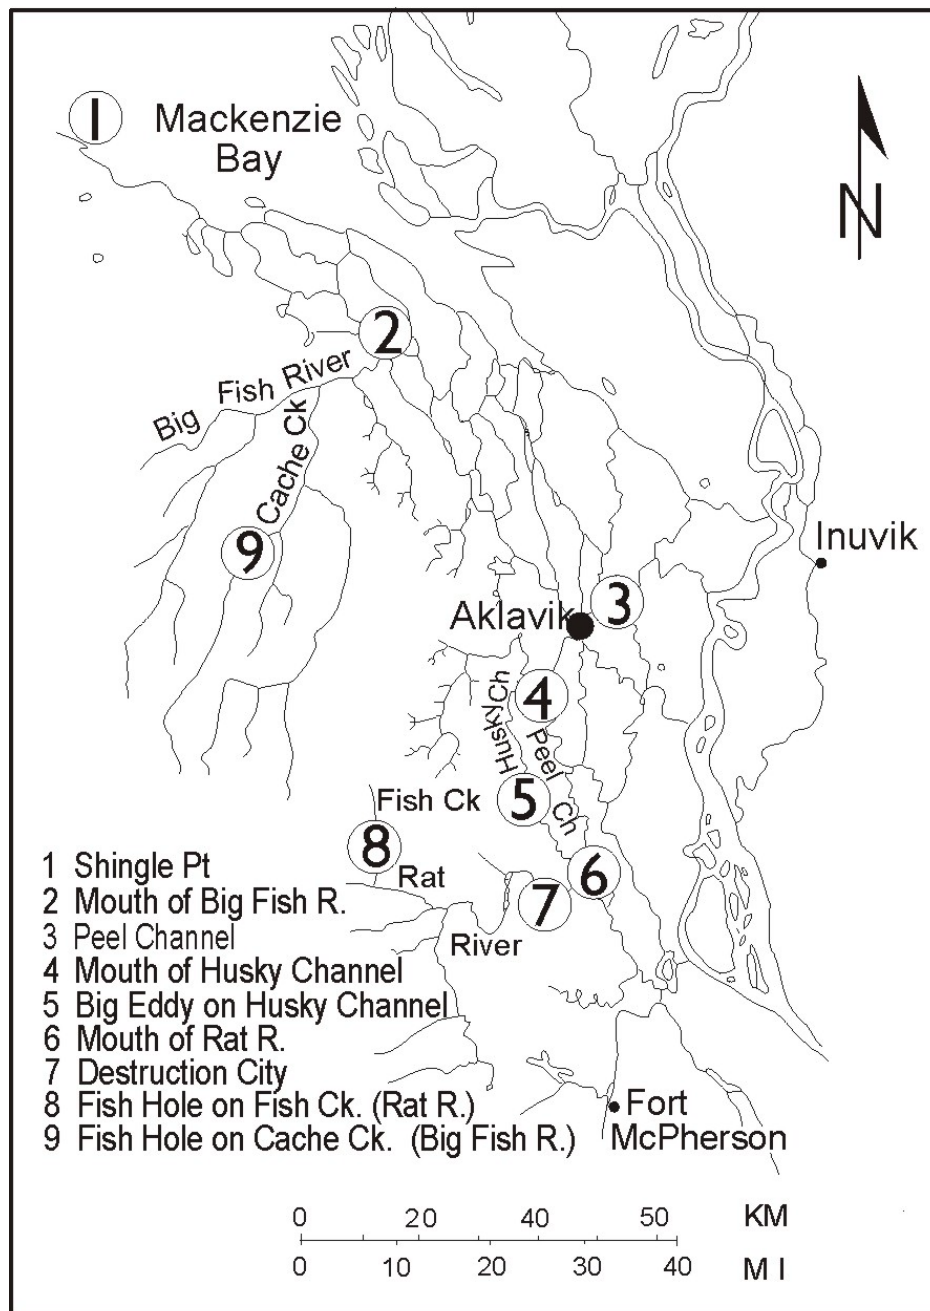 1 Mackenzie
Bay
N
2
Big Fish River
Cache Ck
9
Inuvik
Aklavik
3
4
Husky Ch
Peel Ch
5
Fish Ck
8
Rat
River
7
6
1 Shingle Pt
2 Mouth of Big Fish R.
3 Peel Channel
4 Mouth of Husky Channel
5 Big Eddy on Husky Channel
6 Mouth of Rat R.
7 Destruction City
8 Fish Hole on Fish Ck. (Rat R.)
9 Fish Hole on Cache Ck. (Big Fish R.)
Fort
McPherson
0 20 40 50 KM
0 10 20 30 40 M I